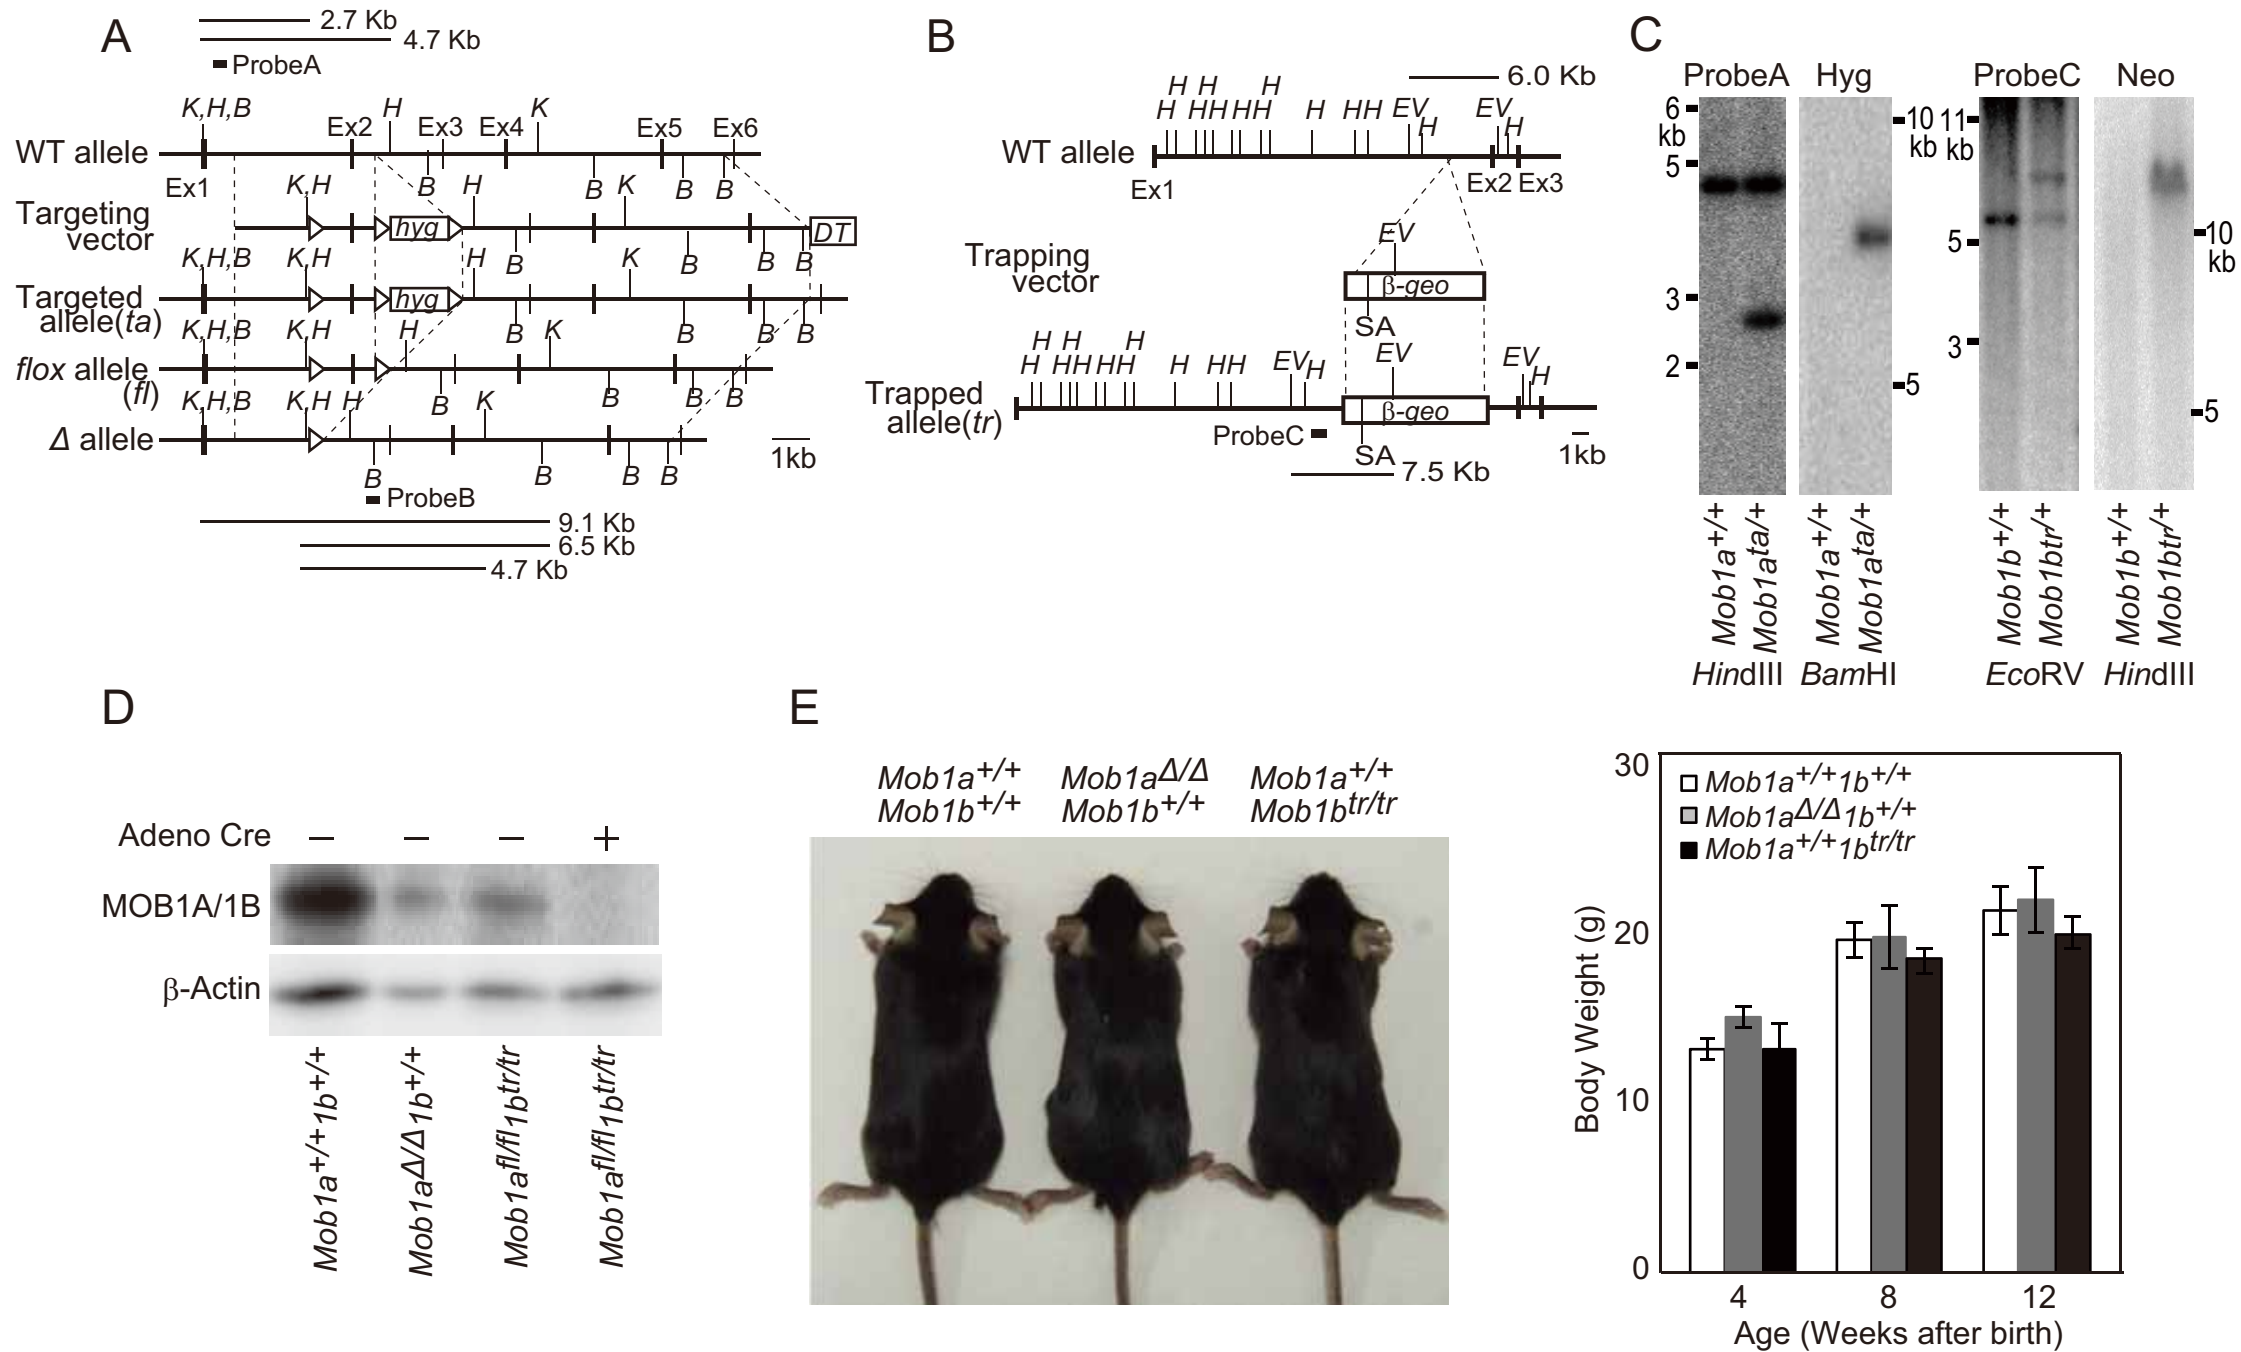 A
2.7 Kb
4.7 Kb
ProbeA
K,H,B
Ex2
H
Ex3
Ex4
K
Ex5
Ex6
WT allele
Ex1
B
B
B
B
K,H
H
K
Targeting
vector
hyg
DT
B
B
B
B
K,H,B
K,H
H
K
Targeted
allele(ta)
hyg
B
B
B
B
K,H,B
K,H
H
K
flox allele
(fl)
B
B
B
B
K,H,B
K,H
H
K
Δ allele
B
B
B
B
1kb
ProbeB
9.1 Kb
6.5 Kb
4.7 Kb
B
6.0 Kb
H H H
H HH HH H HH EV H EV H
WT allele
Ex1
Ex2 Ex3
Trapping
vector
EV
β-geo
SA
H H H
H HH HH H HH EV H EV EV H
Trapped
allele(tr)
β-geo
ProbeC
SA
7.5 Kb
1kb
C
ProbeA
Hyg
ProbeC
Neo
6
kb
5
3
2
10
kb
5
11
kb
5
3
10
kb
5
Mob1a+/+
Mob1ata/+
Mob1a+/+
Mob1ata/+
Mob1b+/+
Mob1btr/+
Mob1b+/+
Mob1btr/+
HindIII
BamHI
EcoRV
HindIII
D
Adeno Cre − − − +
MOB1A/1B
β-Actin
Mob1a+/+1b+/+
Mob1aΔ/Δ1b+/+
Mob1afl/fl1btr/tr
Mob1afl/fl1btr/tr
E
Mob1a+/+
Mob1b+/+
Mob1aΔ/Δ
Mob1b+/+
Mob1a+/+
Mob1btr/tr
Body Weight (g)
30
20
10
0
Mob1a+/+1b+/+
Mob1aΔ/Δ1b+/+
Mob1a+/+1btr/tr
4
8
12
Age (Weeks after birth)